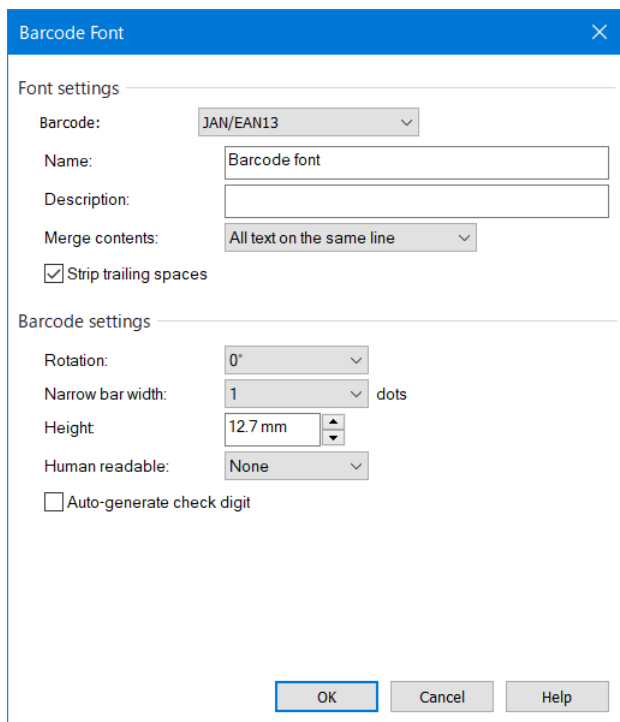 Barcode Font
Font settings
Barcode: JAN/EAN13
Name: Barcode font
Description:
Merge contents: All text on the same line
Strip trailing spaces
Barcode settings
Rotation: 0°
Narrow bar width: 1 dots
Height: 12.7 mm
Human readable: None
Auto-generate check digit
OK Cancel Help